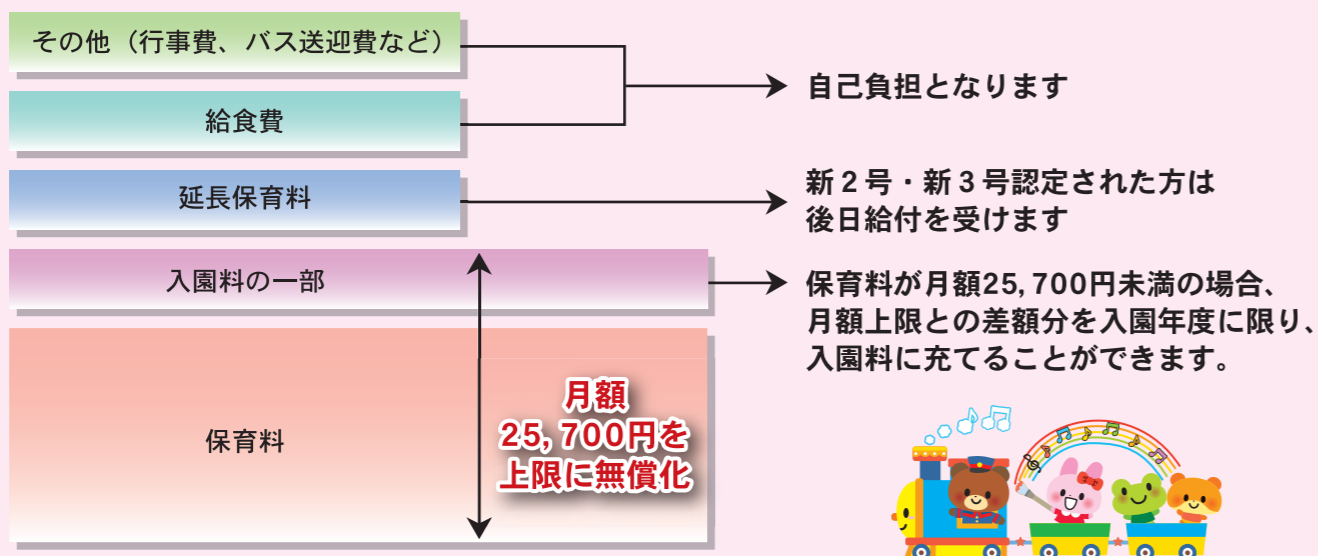 その他（行事費、バス送迎費など）
自己負担となります
給食費
延長保育料
新２号・新３号認定された方は
後日給付を受けます
入園料の一部
保育料が月額25,700円未満の場合、
月額上限との差額分を入園年度に限り、
入園料に充てることができます。
保育料
月額
25,700円を
上限に無償化